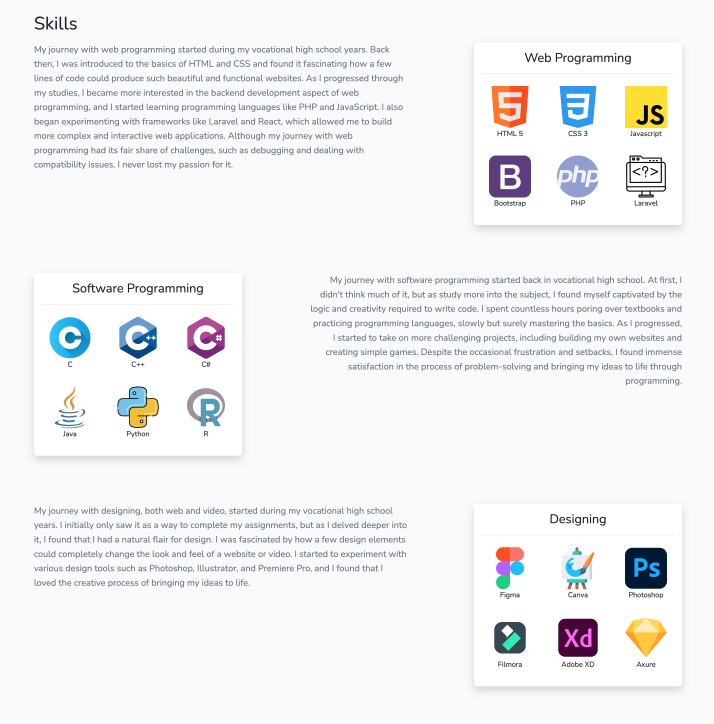 Skills
My journey with web programming started during my vocational high school years. Back
then, I was introduced to the basics of HTML and CSS and found it fascinating how a few
lines of code could produce such beautiful and functional websites. As I progressed through
my studies, I became more interested in the backend development aspect of web
programming, and I started learning programming languages like PHP and JavaScript. I also
began experimenting with frameworks like Laravel and React, which allowed me to build
more complex and interactive web applications. Although my journey with web
programming had its fair share of challenges, such as debugging and dealing with
compatibility issues, I never lost my passion for it.
Web Programming
5 3 JS
HTML 5 CSS 3 Javascript
B php <?>
Bootstrap PHP Laravel
Software Programming
C C++ C#
C C++ C#
R
Java Python R
My journey with software programming started back in vocational high school. At first, I
didn't think much of it, but as study more into the subject, I found myself captivated by the
logic and creativity required to write code. I spent countless hours poring over textbooks and
practicing programming languages, slowly but surely mastering the basics. As I progressed,
I started to take on more challenging projects, including building my own websites and
creating simple games. Despite the occasional frustration and setbacks, I found immense
satisfaction in the process of problem-solving and bringing my ideas to life through
programming.
My journey with designing, both web and video, started during my vocational high school
years. I initially only saw it as a way to complete my assignments, but as I delved deeper into
it, I found that I had a natural flair for design. I was fascinated by how a few design elements
could completely change the look and feel of a website or video. I started to experiment with
various design tools such as Photoshop, Illustrator, and Premiere Pro, and I found that I
loved the creative process of bringing my ideas to life.
Designing
Ps
Figma Canva Photoshop
Xd
Filmora Adobe XD Axure